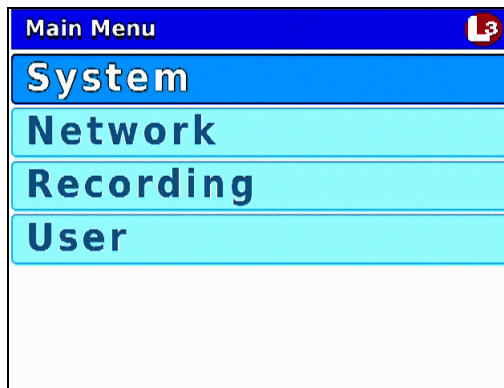 Main Menu
L3
System
Network
Recording
User